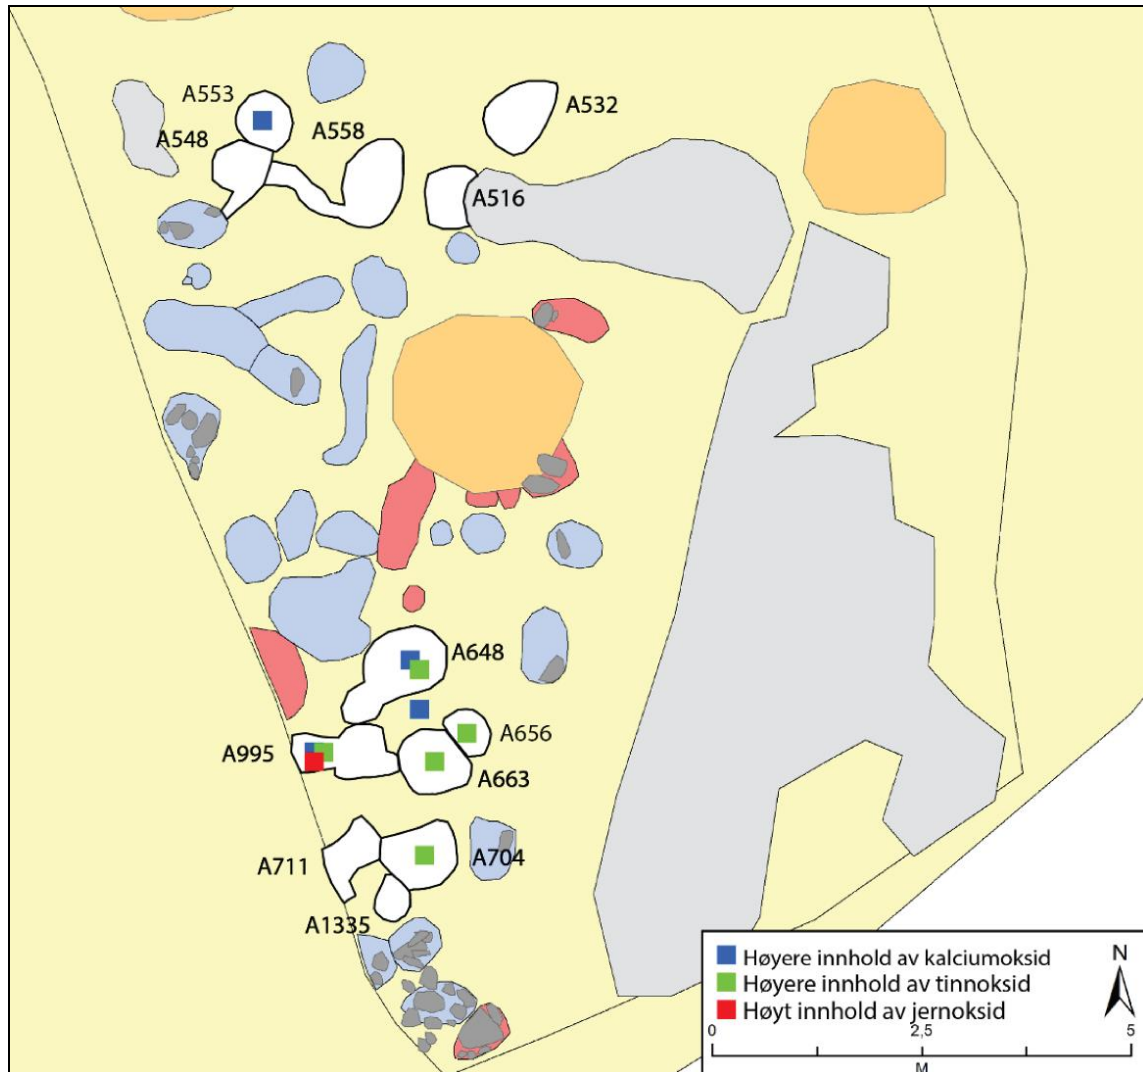 A553
A532
A548
A558
A516
A648
A656
A995
A663
A711
A704
A1335
Høyere innhold av kalciumoksid
Høyere innhold av tinnoksid
Høyt innhold av jernoksid
N
0
2,5
5
M